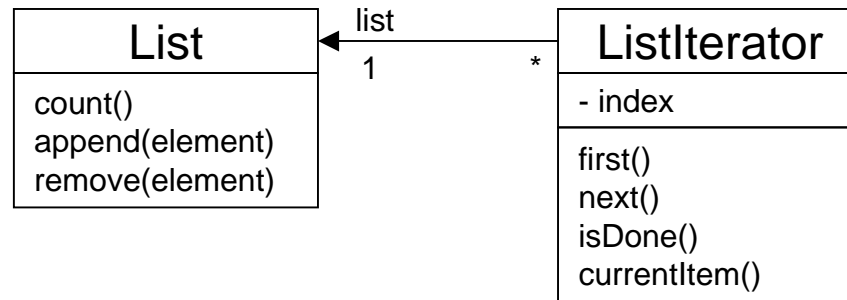 List
count()
append(element)
remove(element)
list
1
*
ListIterator
- index
first()
next()
isDone()
currentItem()